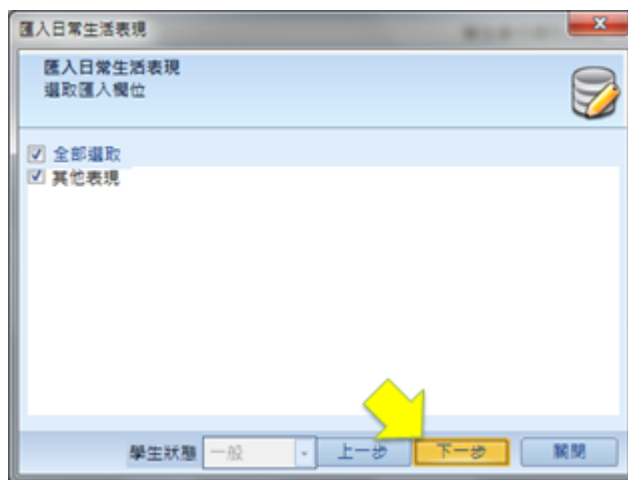 匯入日常生活表現
匯入日常生活表現
選取匯入欄位
全部選取
其他表現
學生狀態 一般 上一步 下一步 關閉